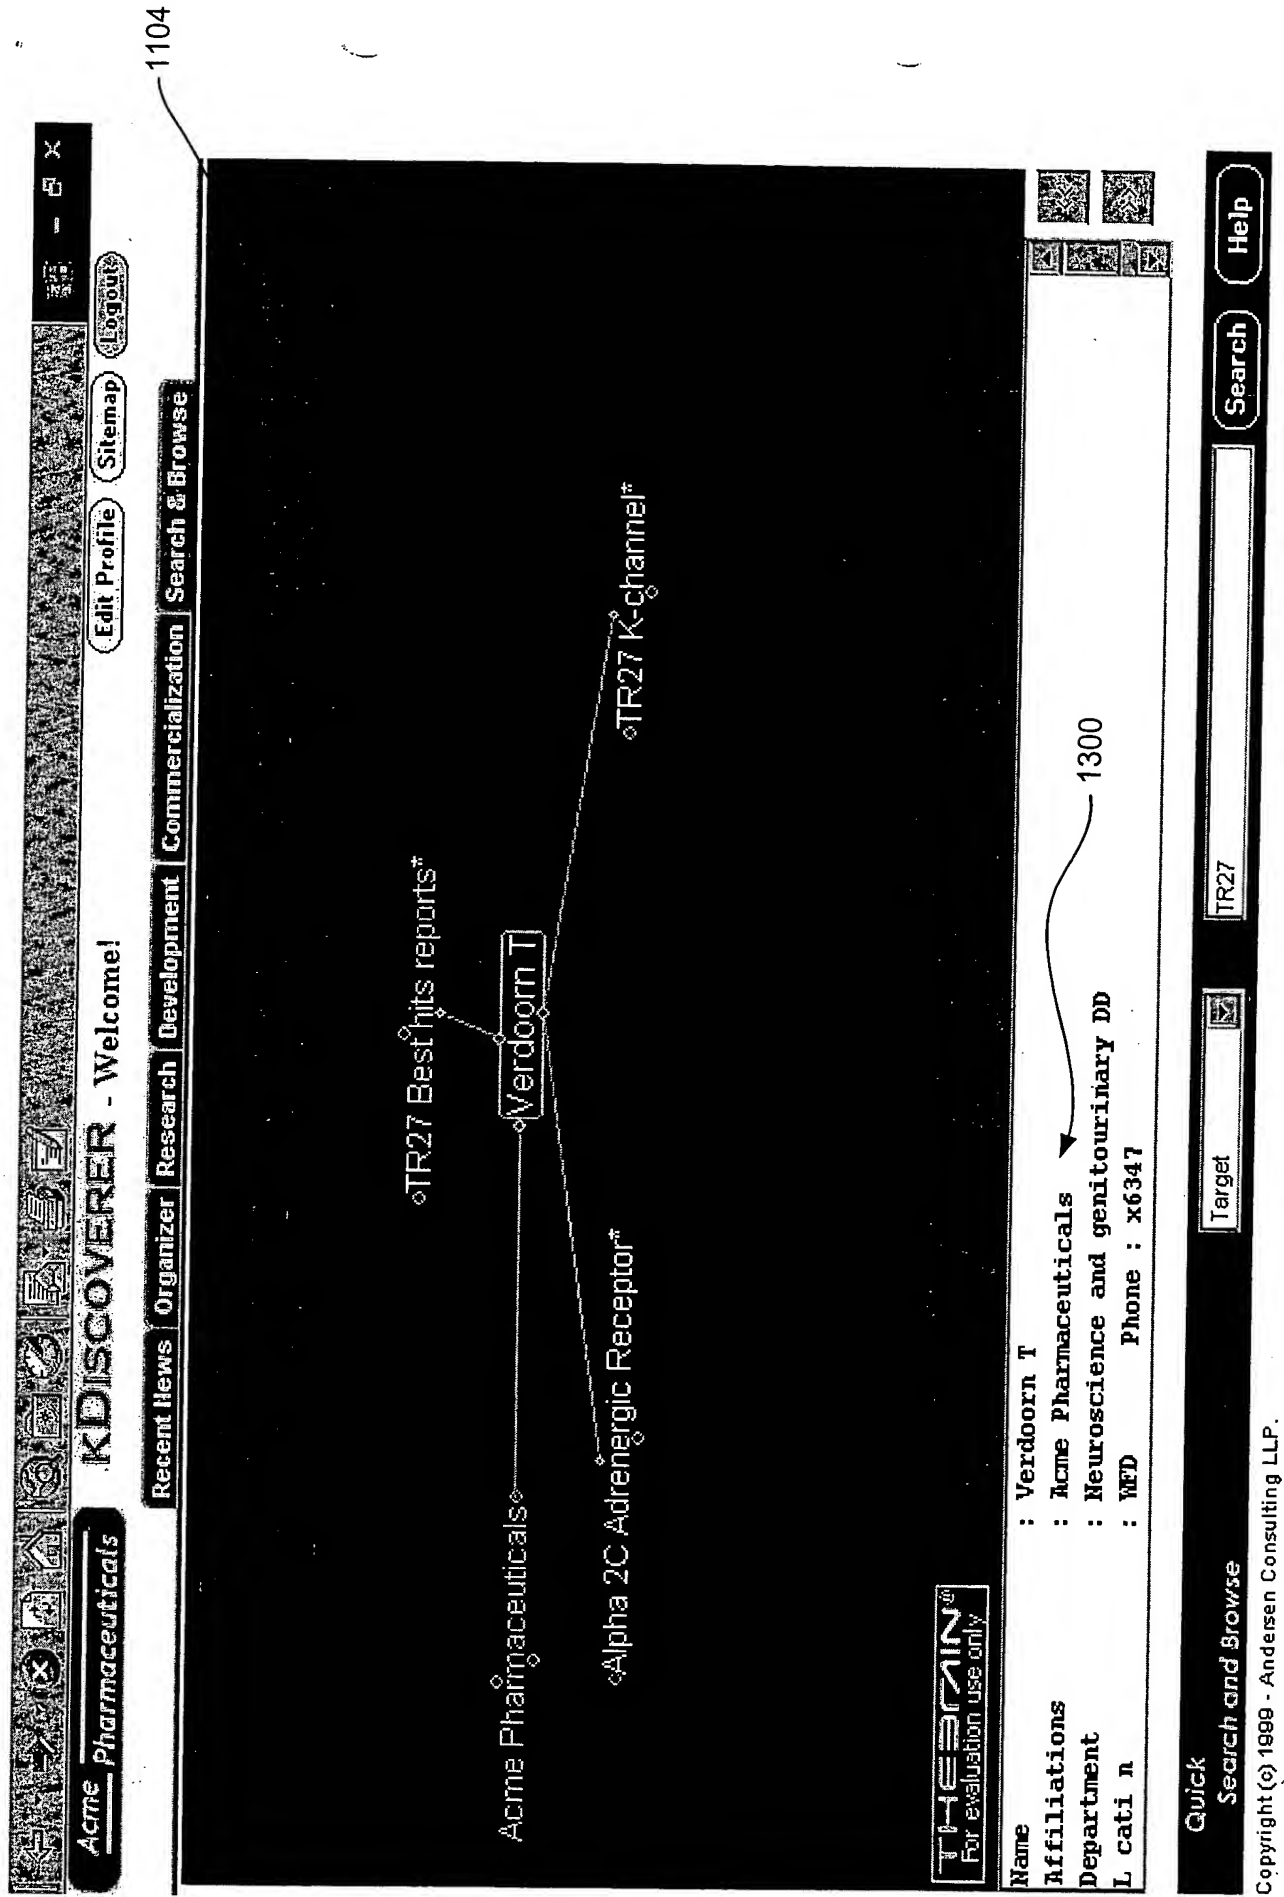 Acme
Pharmaceuticals
KDISCOVERER - Welcome!
Edit Profile Sitemap Logout
Recent News Organizer Research Development Commercialization Search & Browse
1104
TR27 Best hits reports*
Acme Pharmaceuticals
Verdoorn T
Alpha 2C Adrenergic Receptor*
TR27 K-channel*
THEBRAIN®
For evaluation use only
Name : Verdoorn T
Affiliations : Acme Pharmaceuticals
Department : Neuroscience and genitourinary DD
L cati n : WFD Phone : x6347
1300
Quick
Search and Browse
Target TR27 Search Help
Copyright (c) 1999 - Andersen Consulting LLP.